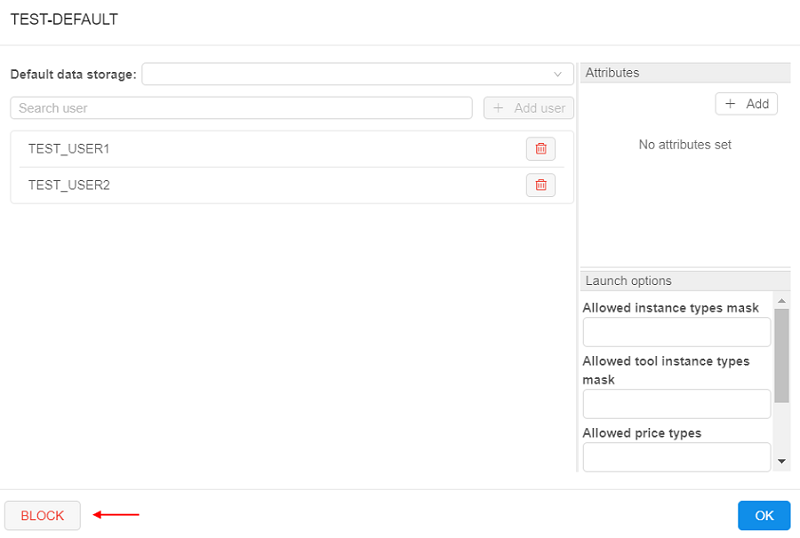 TEST-DEFAULT
Default data storage:
Search user
+ Add user
TEST_USER1
TEST_USER2
Attributes
+ Add
No attributes set
Launch options
Allowed instance types mask
Allowed tool instance types
mask
Allowed price types
BLOCK
OK